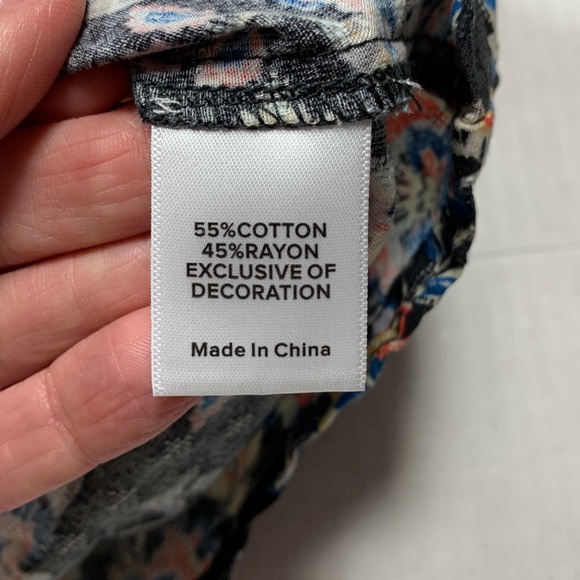 55%COTTON
45%RAYON
EXCLUSIVE OF
DECORATION
Made In China